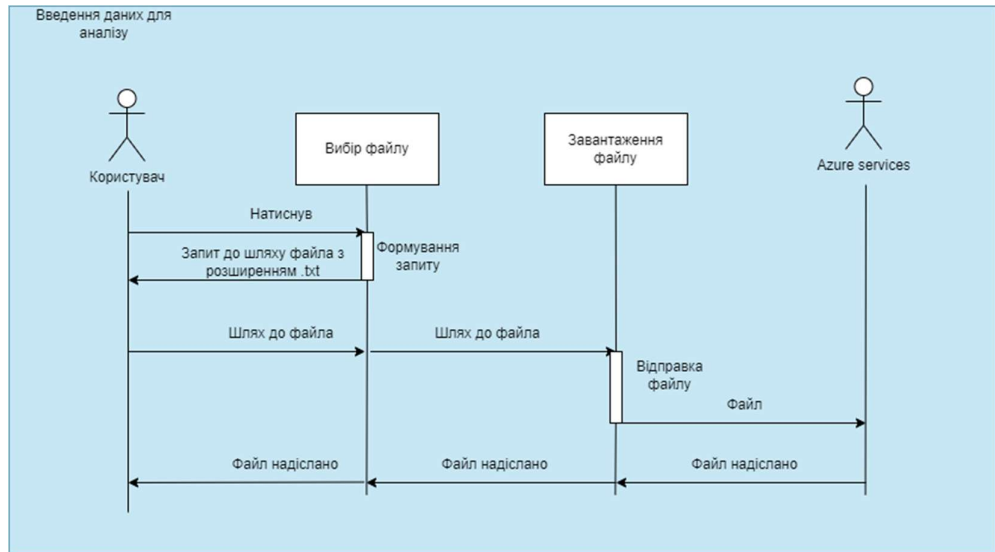 Введення даних для
аналізу
Користувач
Вибір файлу
Завантаження
файлу
Azure services
Натиснув
Запит до шляху файла з
розширенням .txt
Формування
запиту
Шлях до файла
Шлях до файла
Відправка
файлу
Файл
Файл надіслано
Файл надіслано
Файл надіслано